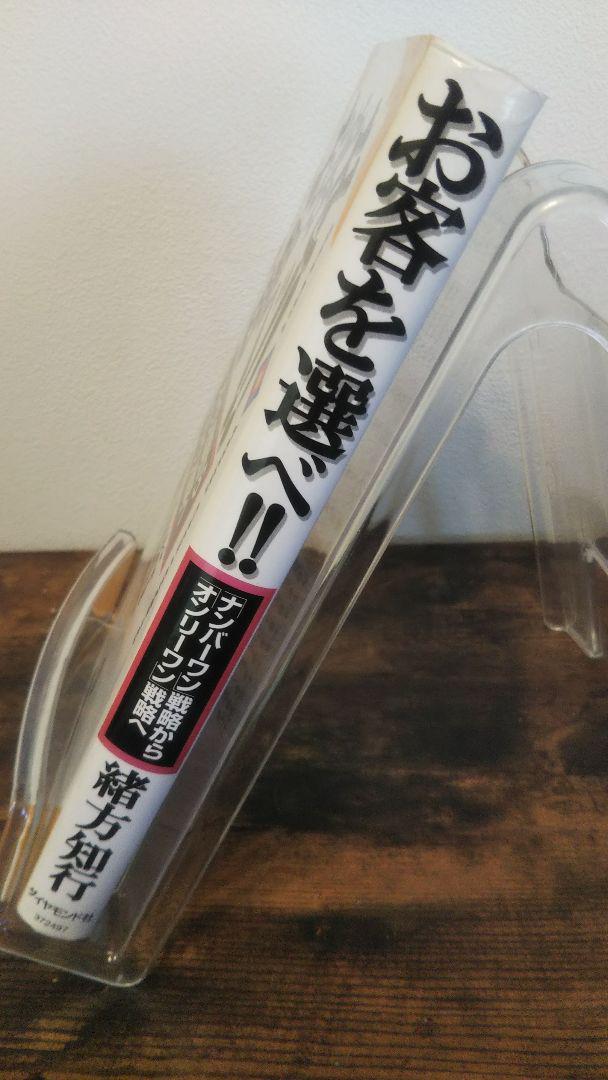 お客を選べ!!
「ナンバーワン」戦略から
「オンリーワン」戦略へ
緒方知行
ダイヤモンド社
372497